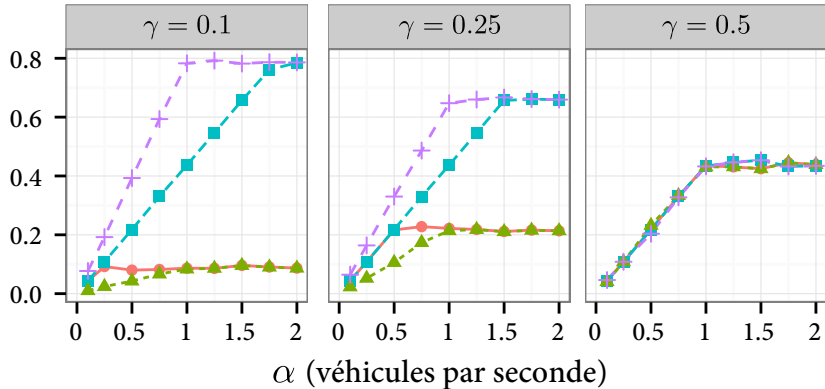 γ = 0.1
γ = 0.25
γ = 0.5
0.8
0.6
0.4
0.2
0.0
0 0.5 1 1.5 2
0 0.5 1 1.5 2
0 0.5 1 1.5 2
α (véhicules par seconde)